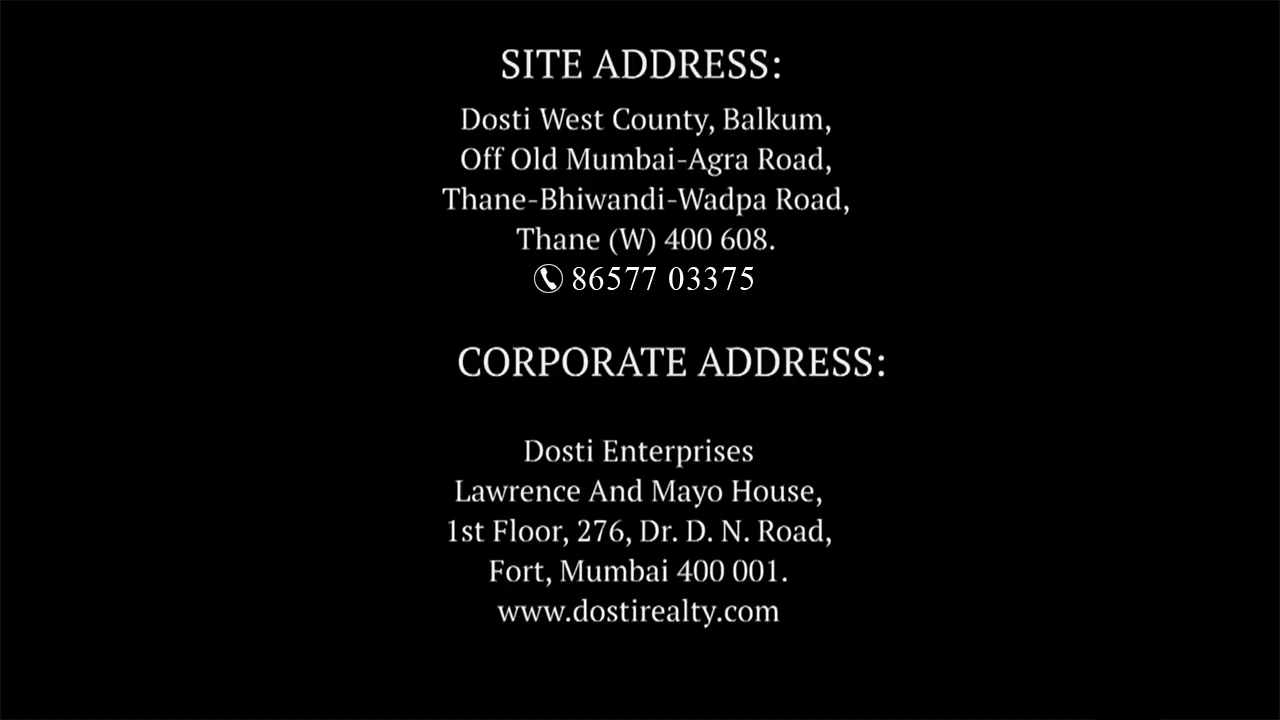 SITE ADDRESS:
Dosti West County, Balkum,
Off Old Mumbai-Agra Road,
Thane-Bhiwandi-Wadpa Road,
Thane (W) 400 608.
86577 03375
CORPORATE ADDRESS:
Dosti Enterprises
Lawrence And Mayo House,
1st Floor, 276, Dr. D. N. Road,
Fort, Mumbai 400 001.
www.dostirealty.com